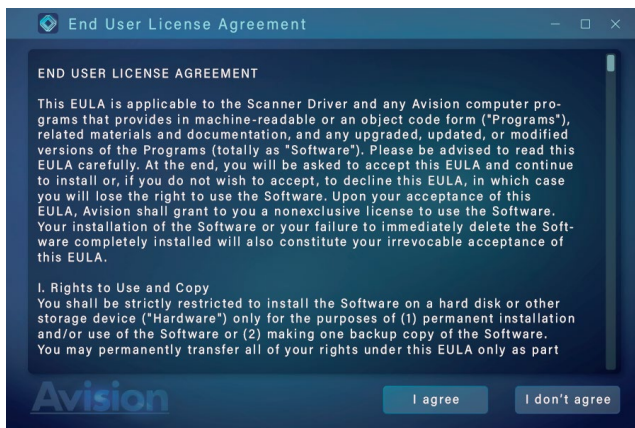 End User License Agreement
END USER LICENSE AGREEMENT
This EULA is applicable to the Scanner Driver and any Avision computer pro-
grams that provides in machine-readable or an object code form ("Programs"),
related materials and documentation, and any upgraded, updated, or modified
versions of the Programs (totally as "Software"). Please be advised to read this
EULA carefully. At the end, you will be asked to accept this EULA and continue
to install or, if you do not wish to accept, to decline this EULA, in which case
you will lose the right to use the Software. Upon your acceptance of this
EULA, Avision shall grant to you a nonexclusive license to use the Software.
Your installation of the Software or your failure to immediately delete the Soft-
ware completely installed will also constitute your irrevocable acceptance of
this EULA.
I. Rights to Use and Copy
You shall be strictly restricted to install the Software on a hard disk or other
storage device ("Hardware") only for the purposes of (1) permanent installation
and/or use of the Software or (2) making one backup copy of the Software.
You may permanently transfer all of your rights under this EULA only as part
Avision
I agree
I don't agree